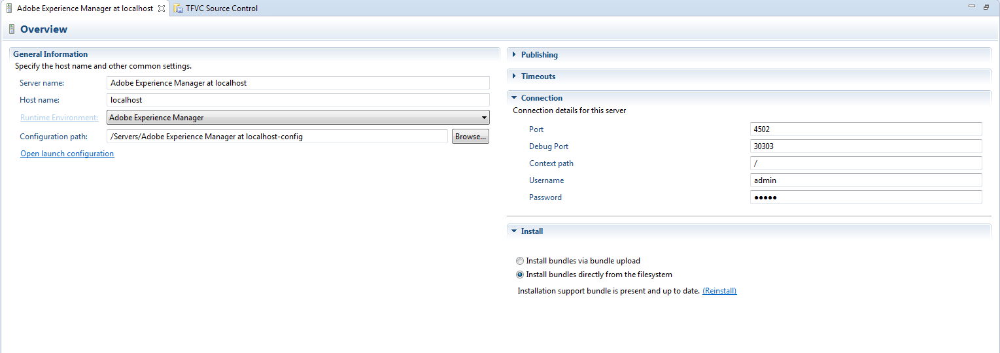 Adobe Experience Manager at localhost
TFVC Source Control
Overview
General Information
Specify the host name and other common settings.
Server name: Adobe Experience Manager at localhost
Host name: localhost
Runtime Environment: Adobe Experience Manager
Configuration path: /Servers/Adobe Experience Manager at localhost-config Browse...
Open launch configuration
Publishing
Timeouts
Connection
Connection details for this server
Port 4502
Debug Port 30303
Context path /
Username admin
Password •••••
Install
Install bundles via bundle upload
Install bundles directly from the filesystem
Installation support bundle is present and up to date. (Reinstall)